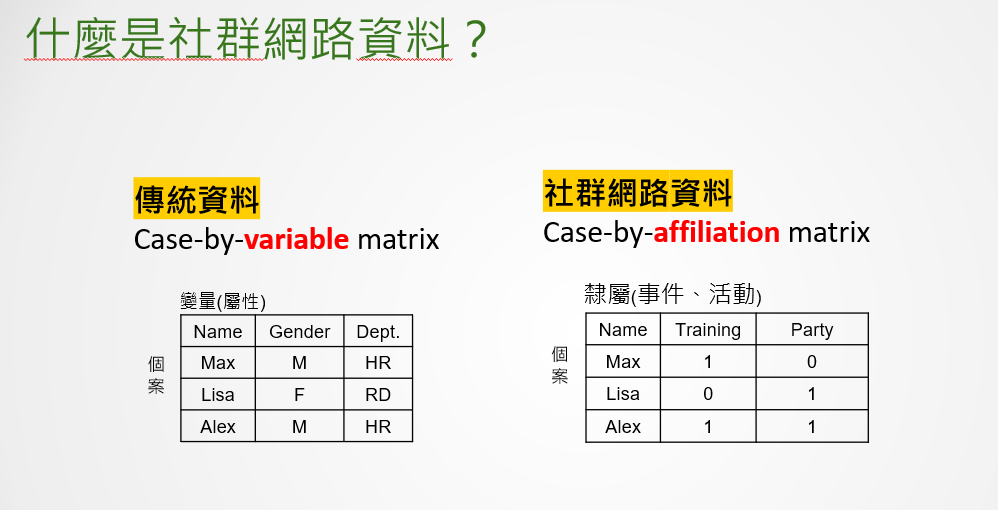 什麼是社群網路資料？
傳統資料
Case-by-variable matrix
變量(屬性)
個案
Name Gender Dept.
Max M HR
Lisa F RD
Alex M HR
社群網路資料
Case-by-affiliation matrix
隸屬(事件、活動)
個案
Name Training Party
Max 1 0
Lisa 0 1
Alex 1 1